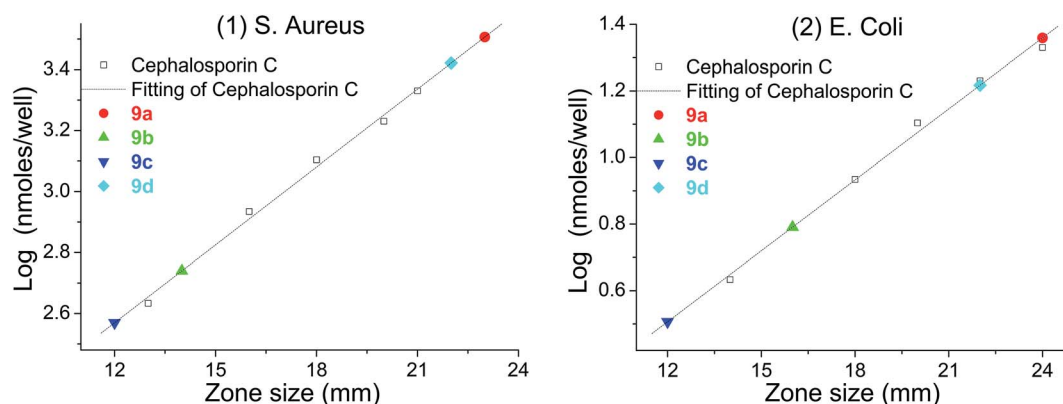 (1) S. Aureus
Cephalosporin C
Fitting of Cephalosporin C
9a
9b
9c
9d
3.4
3.2
3.0
2.8
2.6
Log (nmoles/well)
12 15 18 21 24
Zone size (mm)
(2) E. Coli
Cephalosporin C
Fitting of Cephalosporin C
9a
9b
9c
9d
1.4
1.2
1.0
0.8
0.6
Log (nmoles/well)
12 15 18 21 24
Zone size (mm)